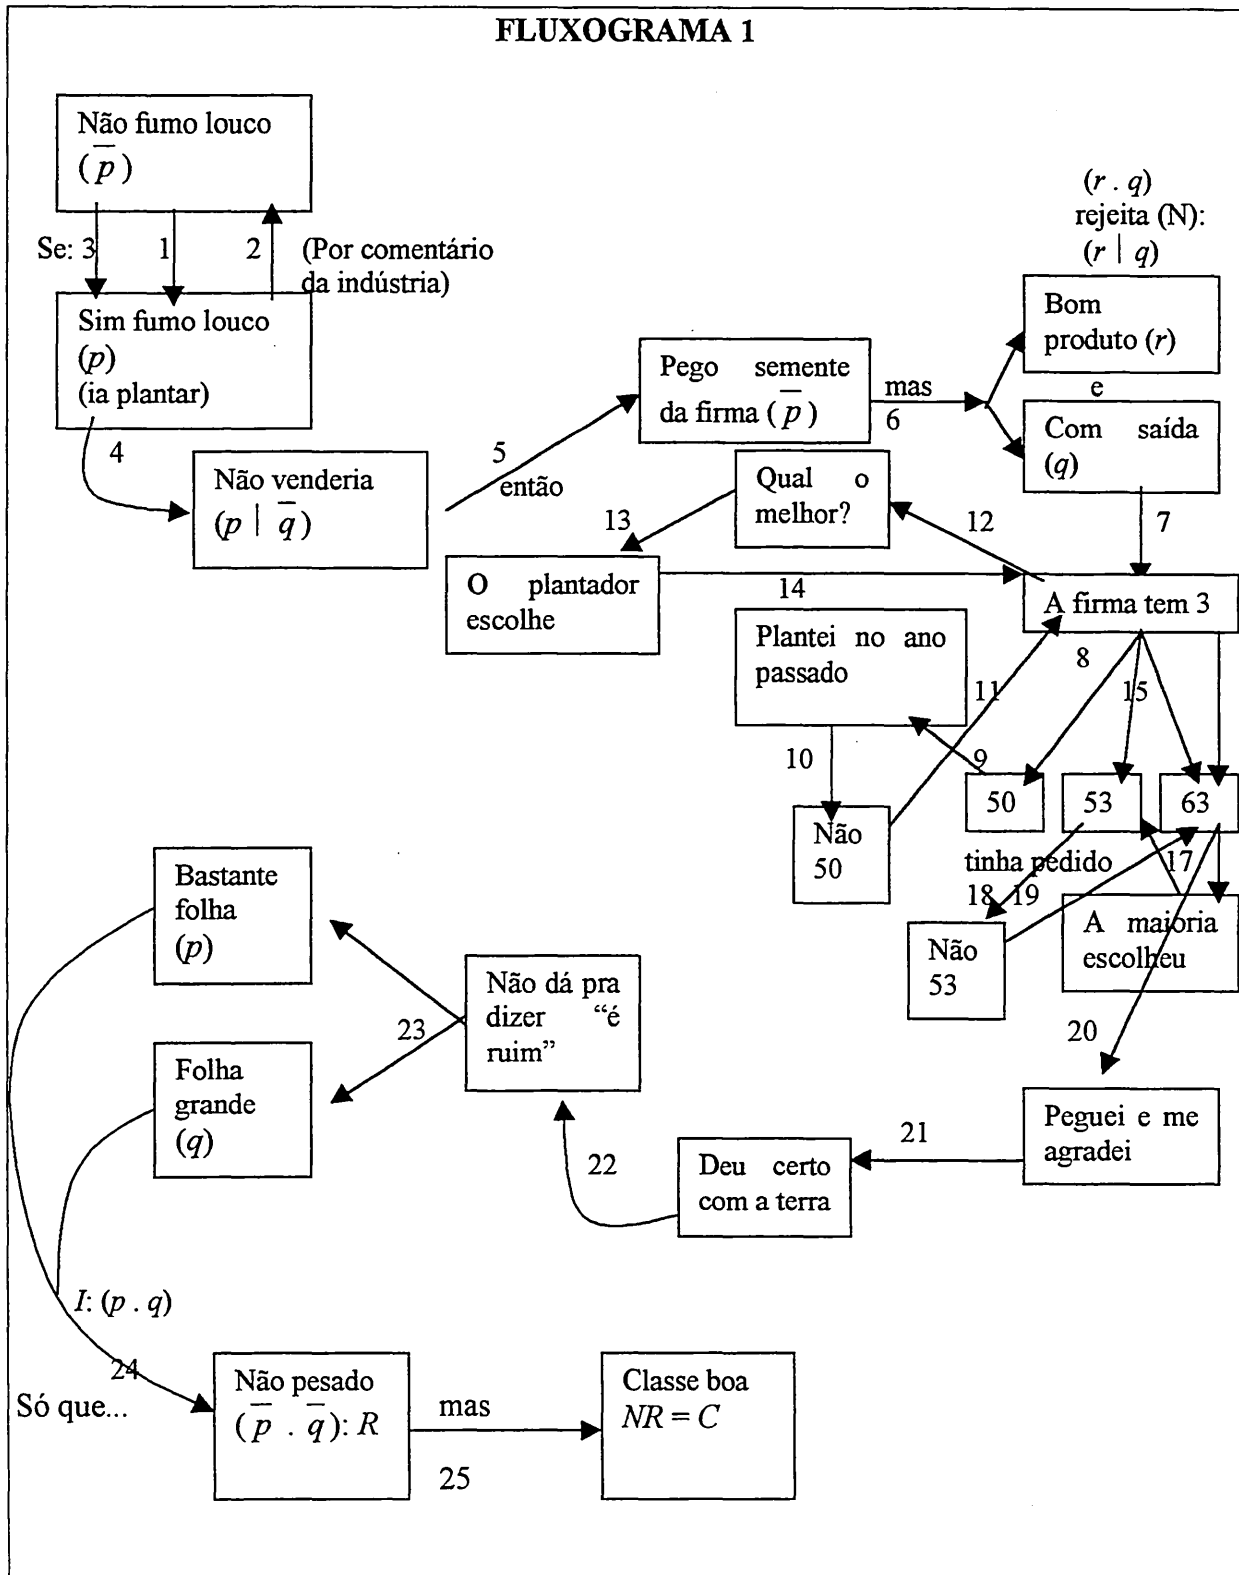 FLUXOGRAMA 1
Não fumo louco
( p̅ )
Se: 3
1
2
(Por comentário
da indústria)
Sim fumo louco
(p)
(ia plantar)
4
Não venderia
(p | q̅ )
5
então
Pego semente
da firma ( p̅ )
mas
6
(r . q)
rejeita (N):
(r | q)
Bom
produto (r)
e
Com saída
(q)
7
Qual o
melhor?
12
13
O plantador
escolhe
14
A firma tem 3
Plantei no ano
passado
8
11
15
9
10
50
53
63
Não
50
tinha pedido
17
18
19
Não
53
A maioria
escolheu
20
Bastante
folha
(p)
Não dá pra
dizer “é
ruim”
23
Folha
grande
(q)
22
Deu certo
com a terra
21
Peguei e me
agradei
I: (p . q)
24
Só que...
Não pesado
( p̅ . q̅ ): R
mas
25
Classe boa
NR = C